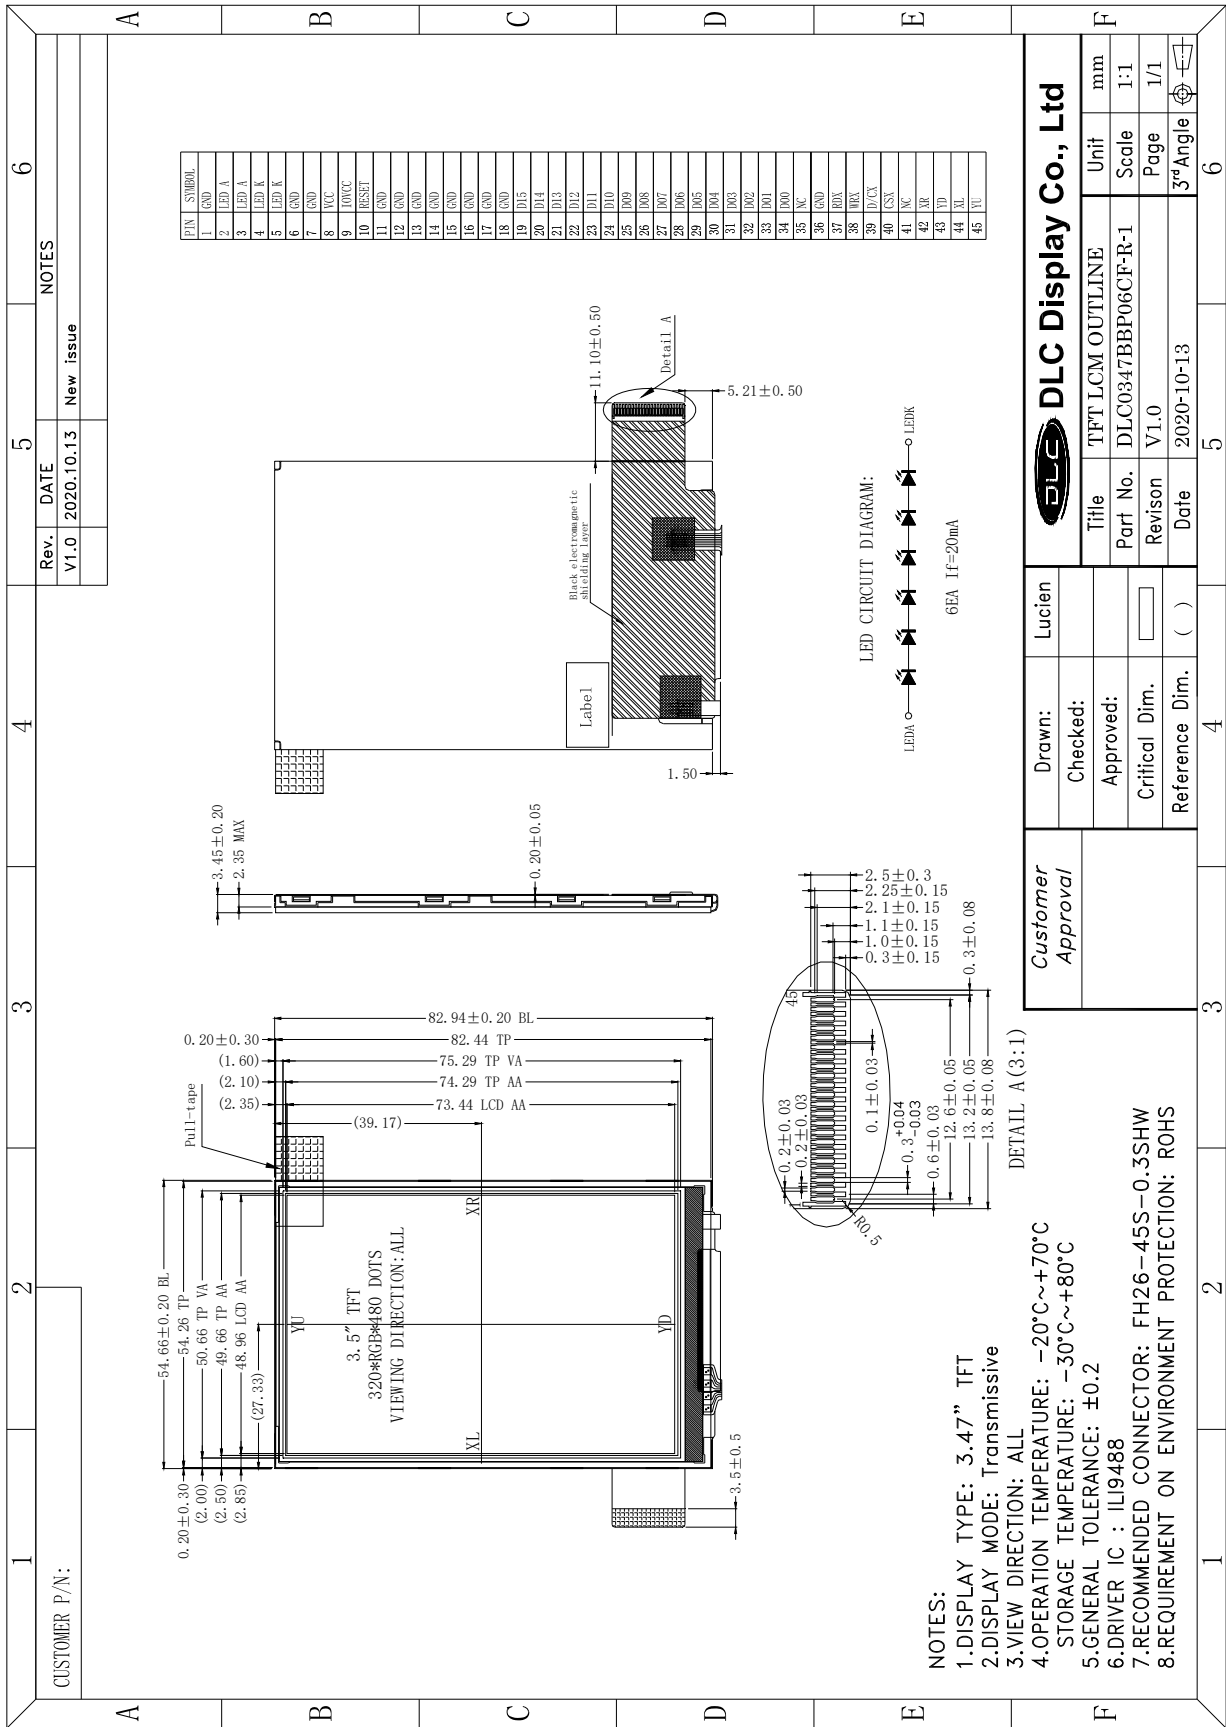 1
2
3
4
5
6
A
B
C
D
E
F
CUSTOMER P/N:
Rev.
DATE
NOTES
V1.0
2020.10.13
New issue
54.66±0.20 BL
54.26 TP
50.66 TP VA
49.66 TP AA
48.96 LCD AA
(27.33)
0.20±0.30
(2.00)
(2.50)
(2.85)
Pull-tape
0.20±0.30
(1.60)
(2.10)
(2.35)
82.94±0.20 BL
82.44 TP
75.29 TP VA
74.29 TP AA
73.44 LCD AA
(39.17)
YU
3.5" TFT
320*RGB*480 DOTS
VIEWING DIRECTION:ALL
XL
XR
YD
3.5±0.5
3.45±0.20
2.35 MAX
0.20±0.05
Black electromagnetic
shielding layer
Label
1.50
11.10±0.50
Detail A
5.21±0.50
LED CIRCUIT DIAGRAM:
LEDA
LEDK
6EA If=20mA
PIN SYMBOL
1 GND
2 LED A
3 LED A
4 LED K
5 LED K
6 GND
7 GND
8 VCC
9 IOVCC
10 RESET
11 GND
12 GND
13 GND
14 GND
15 GND
16 GND
17 GND
18 GND
19 D15
20 D14
21 D13
22 D12
23 D11
24 D10
25 D09
26 D08
27 D07
28 D06
29 D05
30 D04
31 D03
32 D02
33 D01
34 D00
35 NC
36 GND
37 RDX
38 WRX
39 D/CX
40 CSX
41 NC
42 XR
43 YD
44 XL
45 YU
2.5±0.3
2.25±0.15
2.1±0.15
1.1±0.15
1.0±0.15
0.3±0.15
0.3±0.08
1
45
0.2±0.03
0.2±0.03
0.1±0.03
0.3+0.04-0.03
0.6±0.03
12.6±0.05
13.2±0.05
13.8±0.08
R0.5
DETAIL A(3:1)
NOTES:
1.DISPLAY TYPE: 3.47" TFT
2.DISPLAY MODE: Transmissive
3.VIEW DIRECTION: ALL
4.OPERATION TEMPERATURE: -20°C~+70°C
STORAGE TEMPERATURE: -30°C~+80°C
5.GENERAL TOLERANCE: ±0.2
6.DRIVER IC : ILI9488
7.RECOMMENDED CONNECTOR: FH26-45S-0.3SHW
8.REQUIREMENT ON ENVIRONMENT PROTECTION: ROHS
Customer
Approval
Drawn: Lucien
Checked:
Approved:
Critical Dim.
Reference Dim. ( )
DLC DLC Display Co., Ltd
Title TFT LCM OUTLINE Unit mm
Part No. DLC0347BBP06CF-R-1 Scale 1:1
Revison V1.0 Page 1/1
Date 2020-10-13 3rd Angle
A
B
C
D
E
F
1
2
3
4
5
6